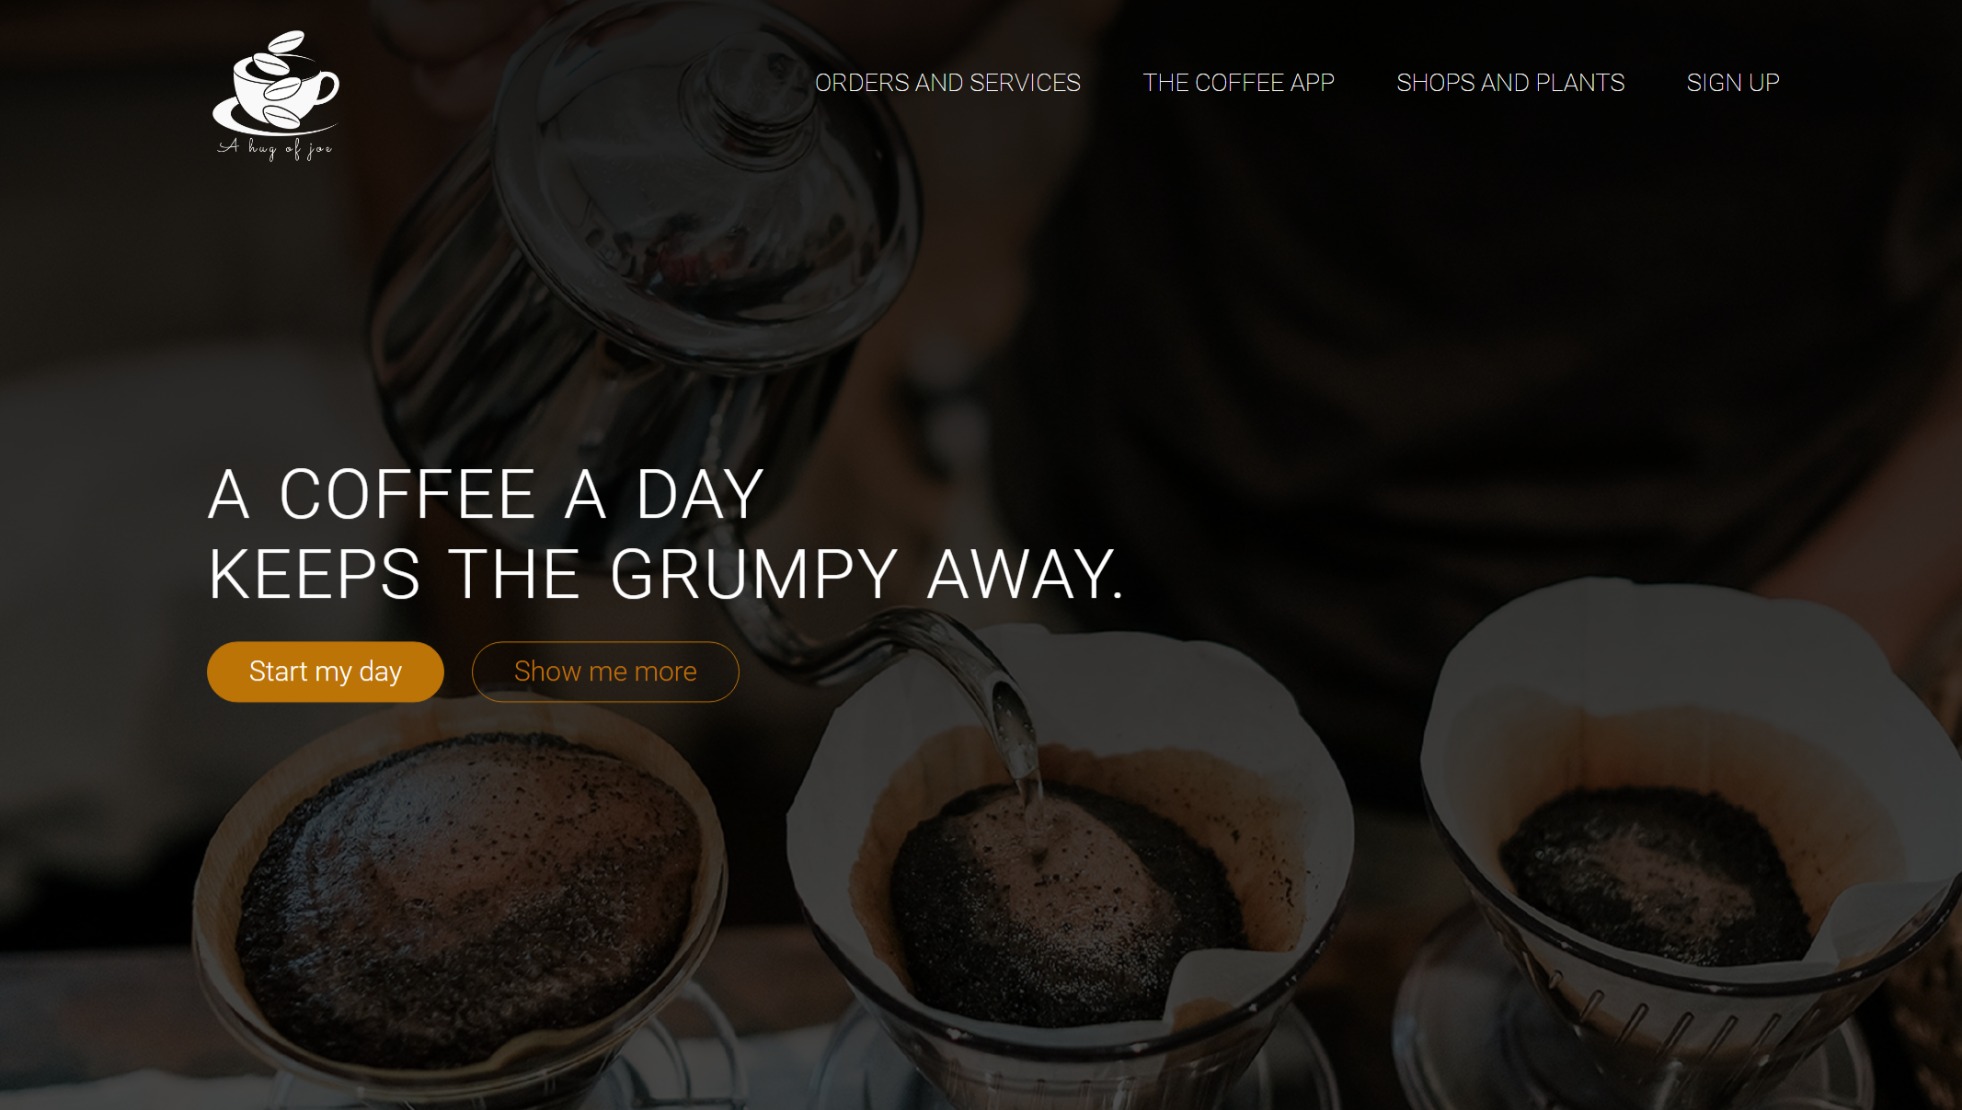 A hug of joe
ORDERS AND SERVICES THE COFFEE APP SHOPS AND PLANTS SIGN UP
A COFFEE A DAY
KEEPS THE GRUMPY AWAY.
Start my day Show me more